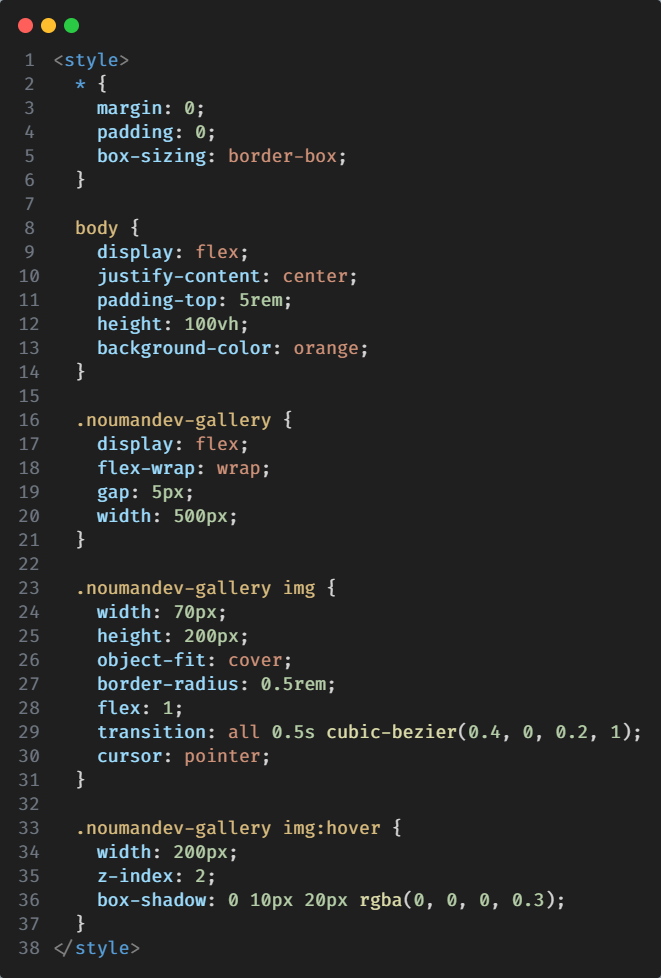 1 <style>
2   * {
3     margin: 0;
4     padding: 0;
5     box-sizing: border-box;
6   }
7
8   body {
9     display: flex;
10     justify-content: center;
11     padding-top: 5rem;
12     height: 100vh;
13     background-color: orange;
14   }
15
16   .noumandev-gallery {
17     display: flex;
18     flex-wrap: wrap;
19     gap: 5px;
20     width: 500px;
21   }
22
23   .noumandev-gallery img {
24     width: 70px;
25     height: 200px;
26     object-fit: cover;
27     border-radius: 0.5rem;
28     flex: 1;
29     transition: all 0.5s cubic-bezier(0.4, 0, 0.2, 1);
30     cursor: pointer;
31   }
32
33   .noumandev-gallery img:hover {
34     width: 200px;
35     z-index: 2;
36     box-shadow: 0 10px 20px rgba(0, 0, 0, 0.3);
37   }
38 </style>